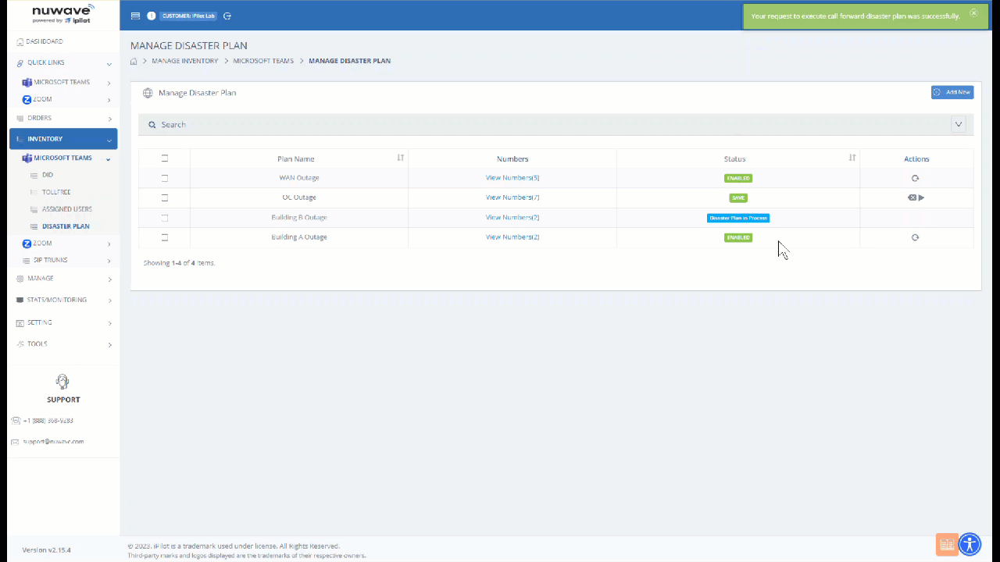 nuwave
powered by ipilot
CUSTOMER: iPilot Lab
Your request to execute call forward disaster plan was successfully.
DASHBOARD
QUICK LINKS
MICROSOFT TEAMS
ZOOM
ORDERS
INVENTORY
MICROSOFT TEAMS
DID
TOLLFREE
ASSIGNED USERS
DISASTER PLAN
ZOOM
SIP TRUNKS
MANAGE
STATS/MONITORING
SETTING
TOOLS
SUPPORT
+1 (888) 368-9283
support@nuwave.com
Version v2.15.4
MANAGE DISASTER PLAN
> MANAGE INVENTORY > MICROSOFT TEAMS > MANAGE DISASTER PLAN
Manage Disaster Plan
Add New
Search
Plan Name Numbers Status Actions
WAN Outage View Numbers(5) ENABLED
OC Outage View Numbers(7) SAVE
Building B Outage View Numbers(2) Disaster Plan in Process
Building A Outage View Numbers(2) ENABLED
Showing 1-4 of 4 items.
© 2023. iPilot is a trademark used under license. All Rights Reserved.
Third-party marks and logos displayed are the trademarks of their respective owners.